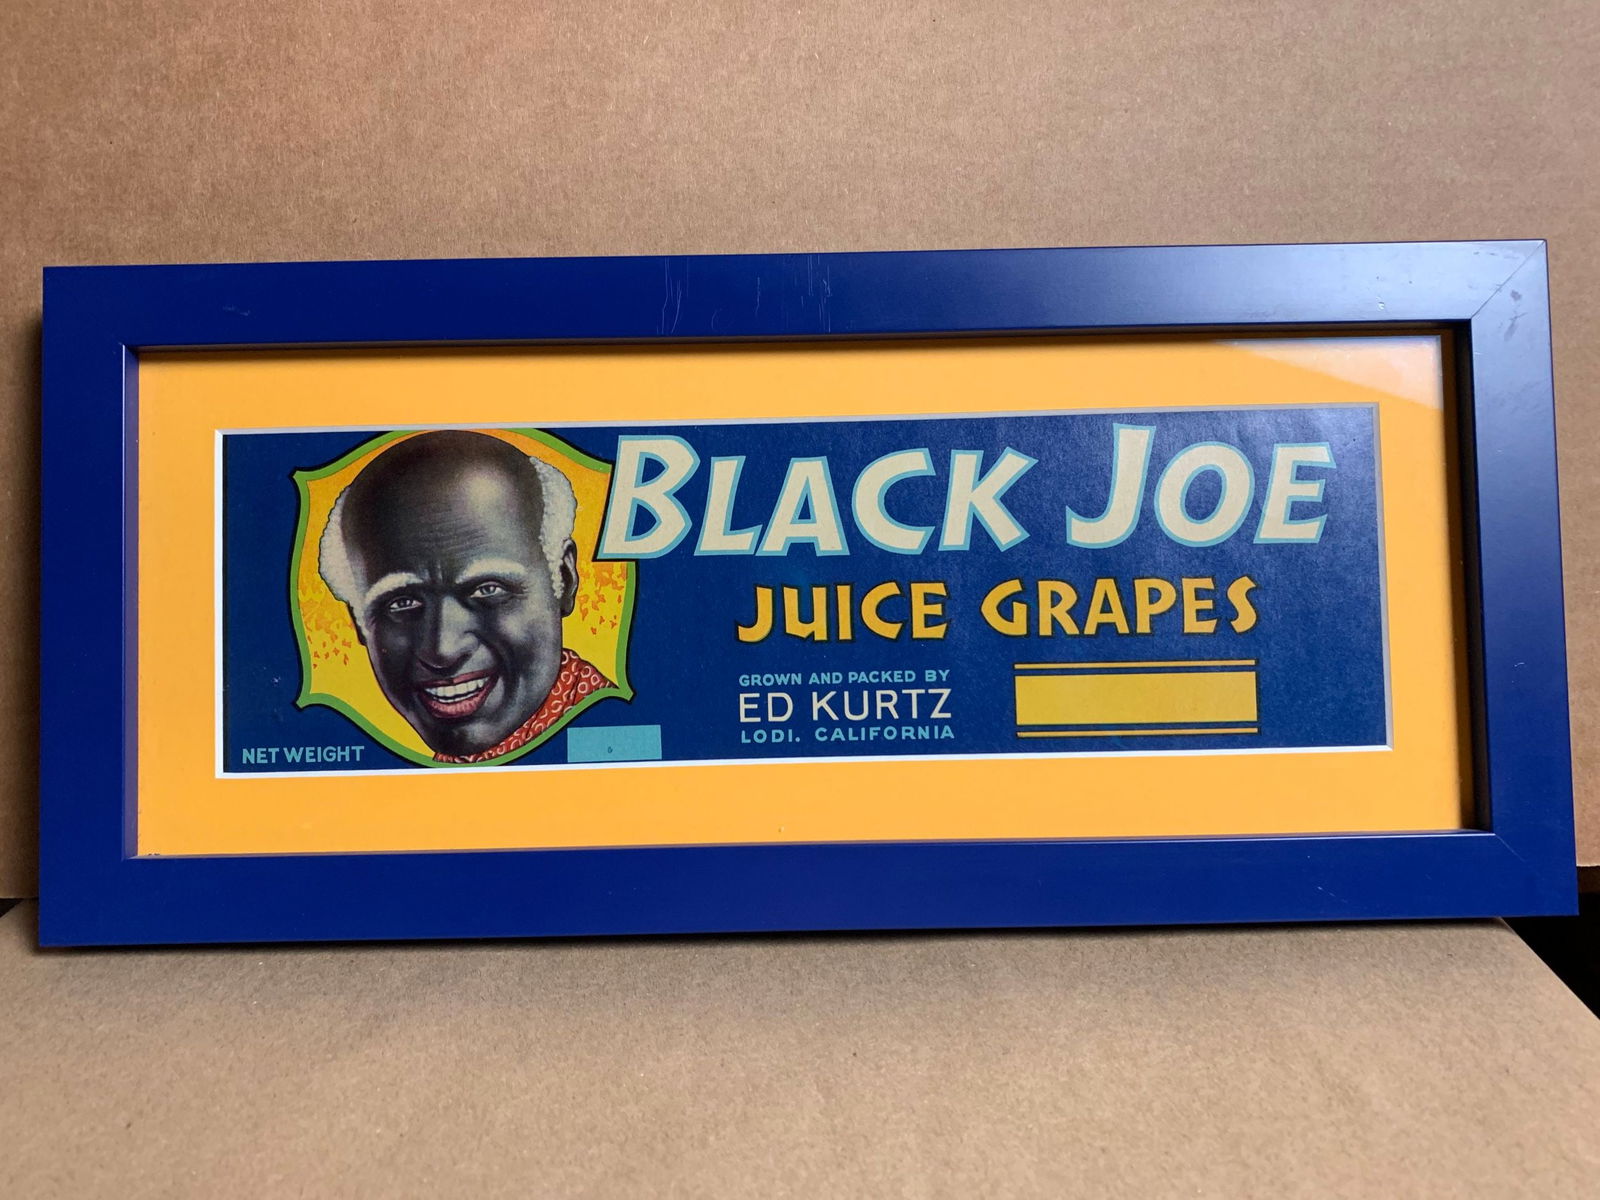 BLACK JOE
JUICE GRAPES
GROWN AND PACKED BY
ED KURTZ
LODI. CALIFORNIA
NET WEIGHT